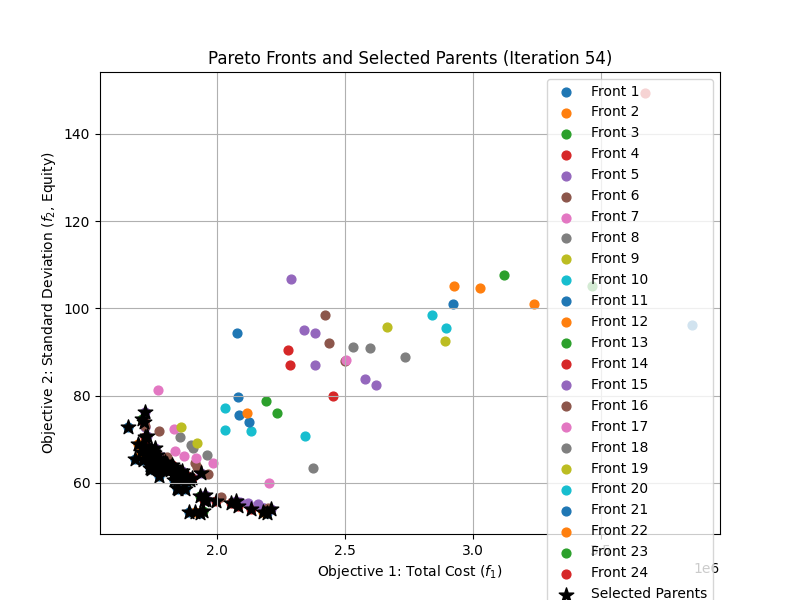 Pareto Fronts and Selected Parents (Iteration 54)
Objective 2: Standard Deviation (f2, Equity)
140
120
100
80
60
2.0
2.5
3.0
1e6
Objective 1: Total Cost (f1)
Front 1
Front 2
Front 3
Front 4
Front 5
Front 6
Front 7
Front 8
Front 9
Front 10
Front 11
Front 12
Front 13
Front 14
Front 15
Front 16
Front 17
Front 18
Front 19
Front 20
Front 21
Front 22
Front 23
Front 24
Selected Parents